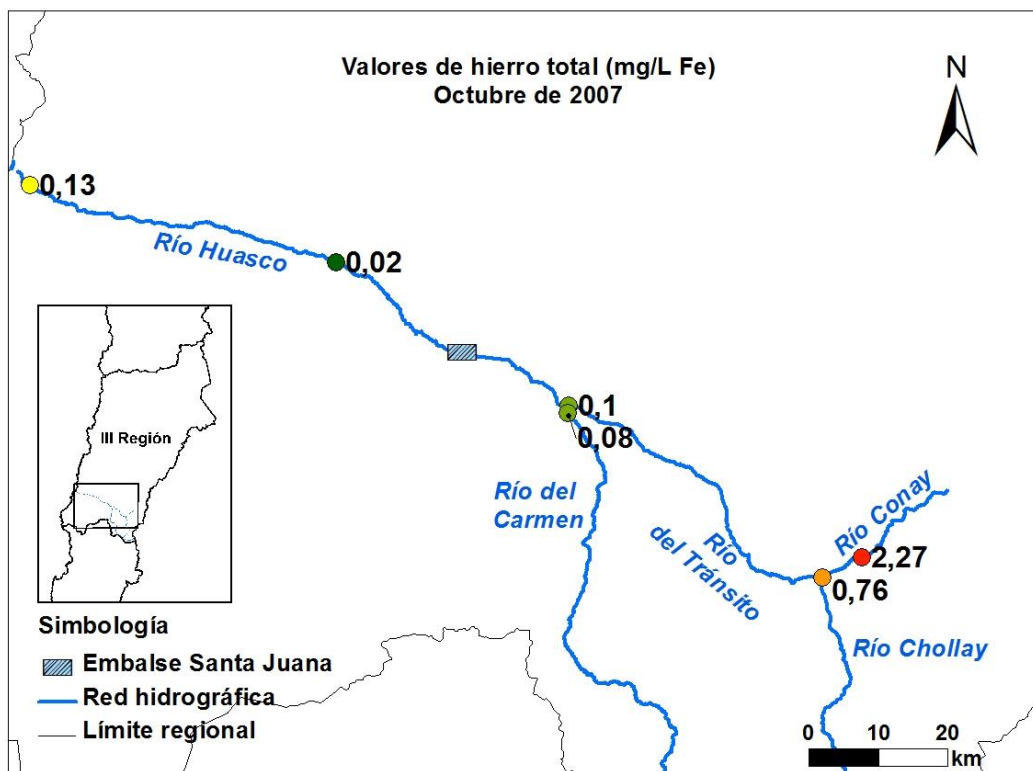 Valores de hierro total (mg/L Fe)
Octubre de 2007
N
0,13
Río Huasco
0,02
0,1
0,08
III Región
Río del
Carmen
Río
del Tránsito
Río Conay
2,27
0,76
Río Chollay
Simbología
Embalse Santa Juana
Red hidrográfica
Límite regional
0 10 20
km